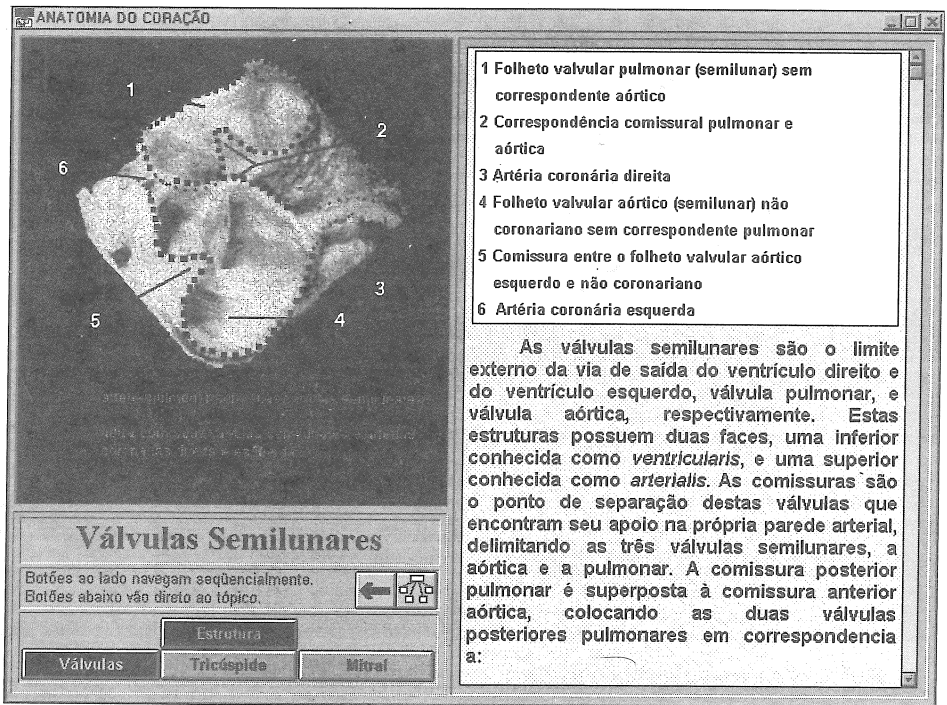 ANATOMIA DO CORAÇÃO
1
2
6
3
5
4
Válvulas Semilunares
Botões ao lado navegam seqüencialmente.
Botões abaixo vão direto ao tópico.
Estrutura
Válvulas
Tricúspide
Mitral
1 Folheto valvular pulmonar (semilunar) sem
correspondente aórtico
2 Correspondência comissural pulmonar e
aórtica
3 Artéria coronária direita
4 Folheto valvular aórtico (semilunar) não
coronariano sem correspondente pulmonar
5 Comissura entre o folheto valvular aórtico
esquerdo e não coronariano
6 Artéria coronária esquerda
As válvulas semilunares são o limite
externo da via de saída do ventrículo direito e
do ventrículo esquerdo, válvula pulmonar, e
válvula aórtica, respectivamente. Estas
estruturas possuem duas faces, uma inferior
conhecida como ventricularis, e uma superior
conhecida como arterialis. As comissuras são
o ponto de separação destas válvulas que
encontram seu apoio na própria parede arterial,
delimitando as três válvulas semilunares, a
aórtica e a pulmonar. A comissura posterior
pulmonar é superposta à comissura anterior
aórtica, colocando as duas válvulas
posteriores pulmonares em correspondencia
a: